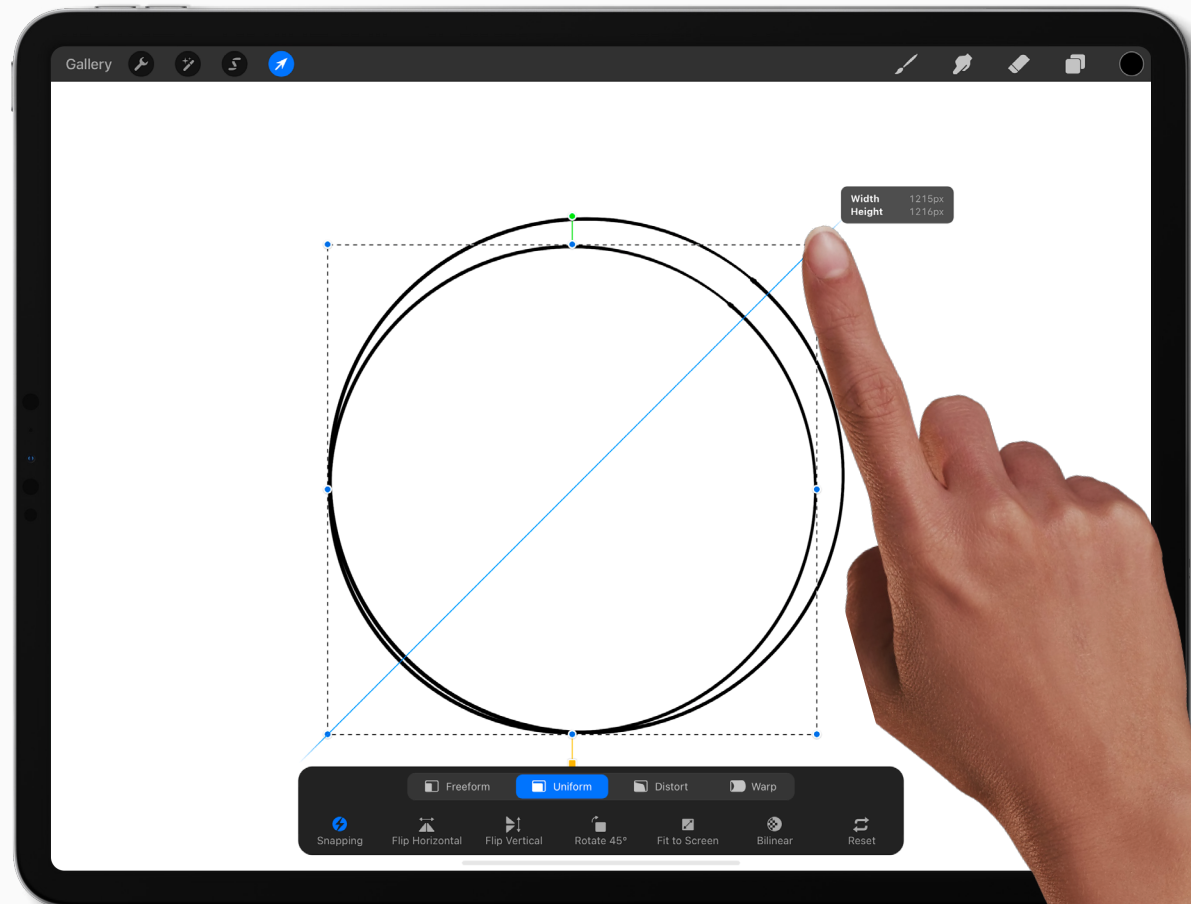 Gallery
Width 1215px
Height 1216px
Freeform Uniform Distort Warp
Snapping Flip Horizontal Flip Vertical Rotate 45° Fit to Screen Bilinear Reset